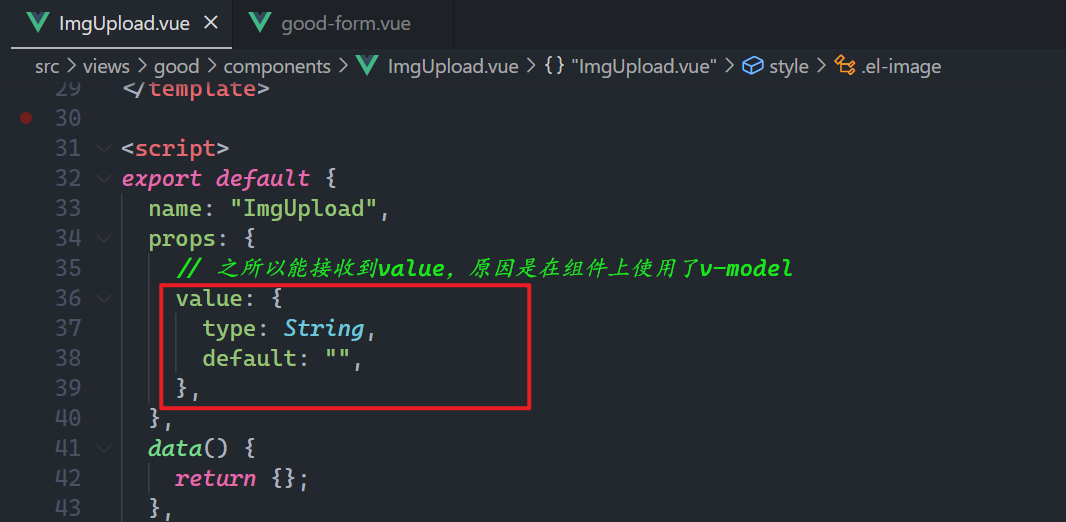 ImgUpload.vue
good-form.vue
src > views > good > components > ImgUpload.vue > {} "ImgUpload.vue" > style > .el-image
29 </template>
30
31 <script>
32 export default {
33 name: "ImgUpload",
34 props: {
35 // 之所以能接收到value，原因是在组件上使用了v-model
36 value: {
37 type: String,
38 default: "",
39 },
40 },
41 data() {
42 return {};
43 },